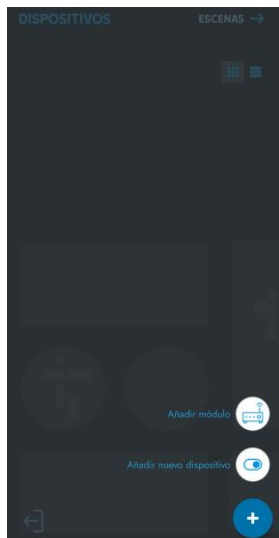 DISPOSITIVOS
ESCENAS →
Añadir módulo
Añadir nuevo dispositivo
+